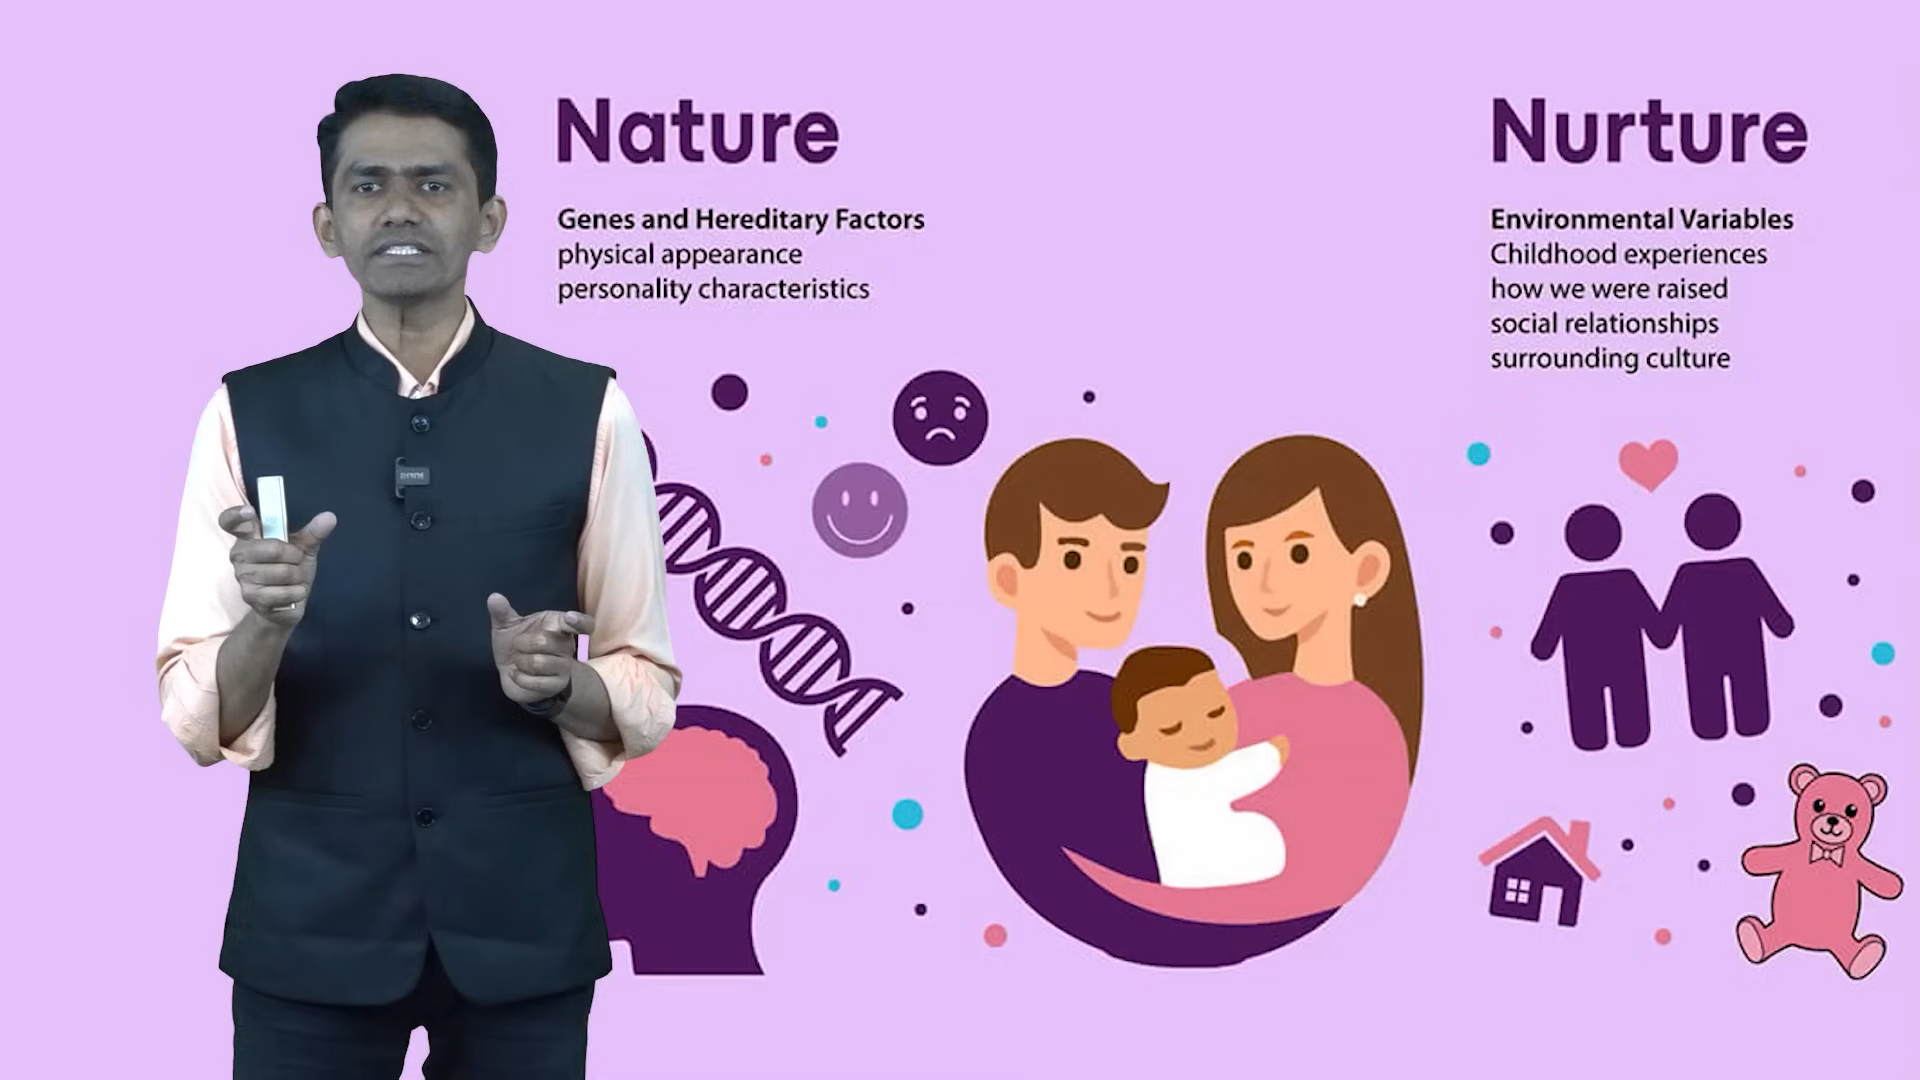 Nature
Genes and Hereditary Factors
physical appearance
personality characteristics
Nurture
Environmental Variables
Childhood experiences
how we were raised
social relationships
surrounding culture